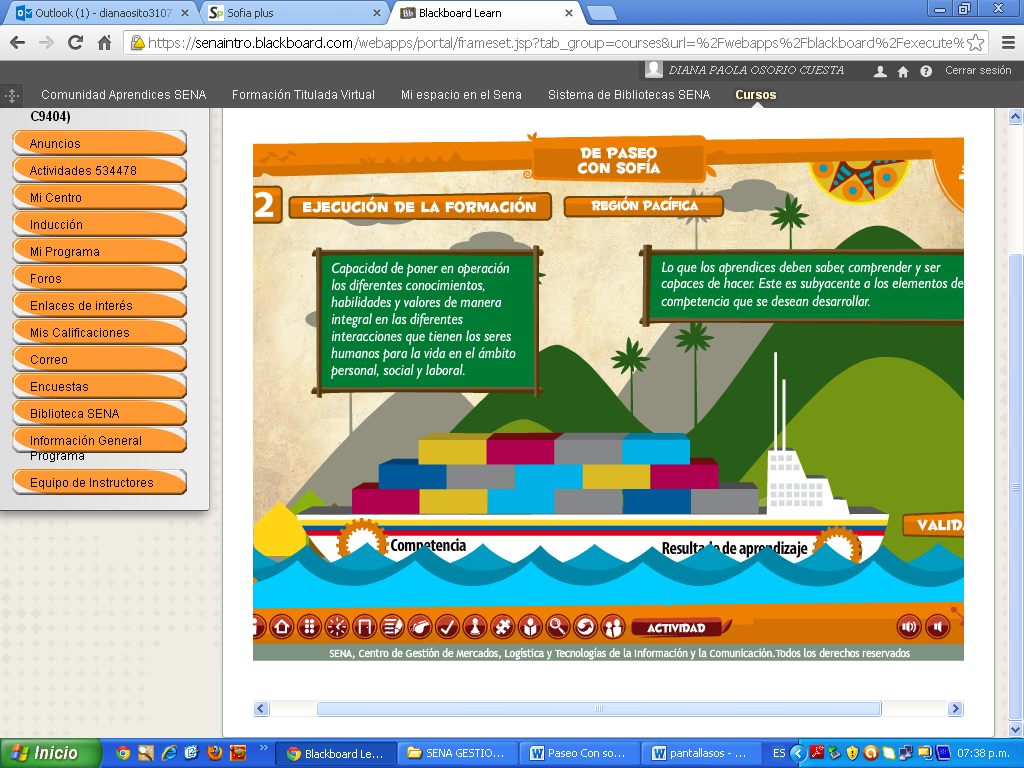 Outlook (1) - dianaosito3107
Sofia plus
Blackboard Learn
https://senaintro.blackboard.com/webapps/portal/frameset.jsp?tab_group=courses&url=%2Fwebapps%2Fblackboard%2Fexecute%
DIANA PAOLA OSORIO CUESTA
Cerrar sesión
Comunidad Aprendices SENA Formación Titulada Virtual Mi espacio en el Sena Sistema de Bibliotecas SENA Cursos
C9404)
Anuncios
Actividades 534478
Mi Centro
Inducción
Mi Programa
Foros
Enlaces de interés
Mis Calificaciones
Correo
Encuestas
Biblioteca SENA
Información General
Programa
Equipo de Instructores
DE PASEO
CON SOFÍA
2 EJECUCIÓN DE LA FORMACIÓN REGIÓN PACÍFICA
Capacidad de poner en operación
los diferentes conocimientos,
habilidades y valores de manera
integral en las diferentes
interacciones que tienen los seres
humanos para la vida en el ámbito
personal, social y laboral.
Lo que los aprendices deben saber, comprender y ser
capaces de hacer. Este es subyacente a los elementos de
competencia que se desean desarrollar.
VALIDA
Competencia
Resultado de aprendizaje
ACTIVIDAD
SENA, Centro de Gestión de Mercados, Logística y Tecnologías de la Información y la Comunicación.Todos los derechos reservados
Inicio
Blackboard Le...
SENA GESTIO...
Paseo Con so...
pantallasos - ...
ES
07:38 p.m.